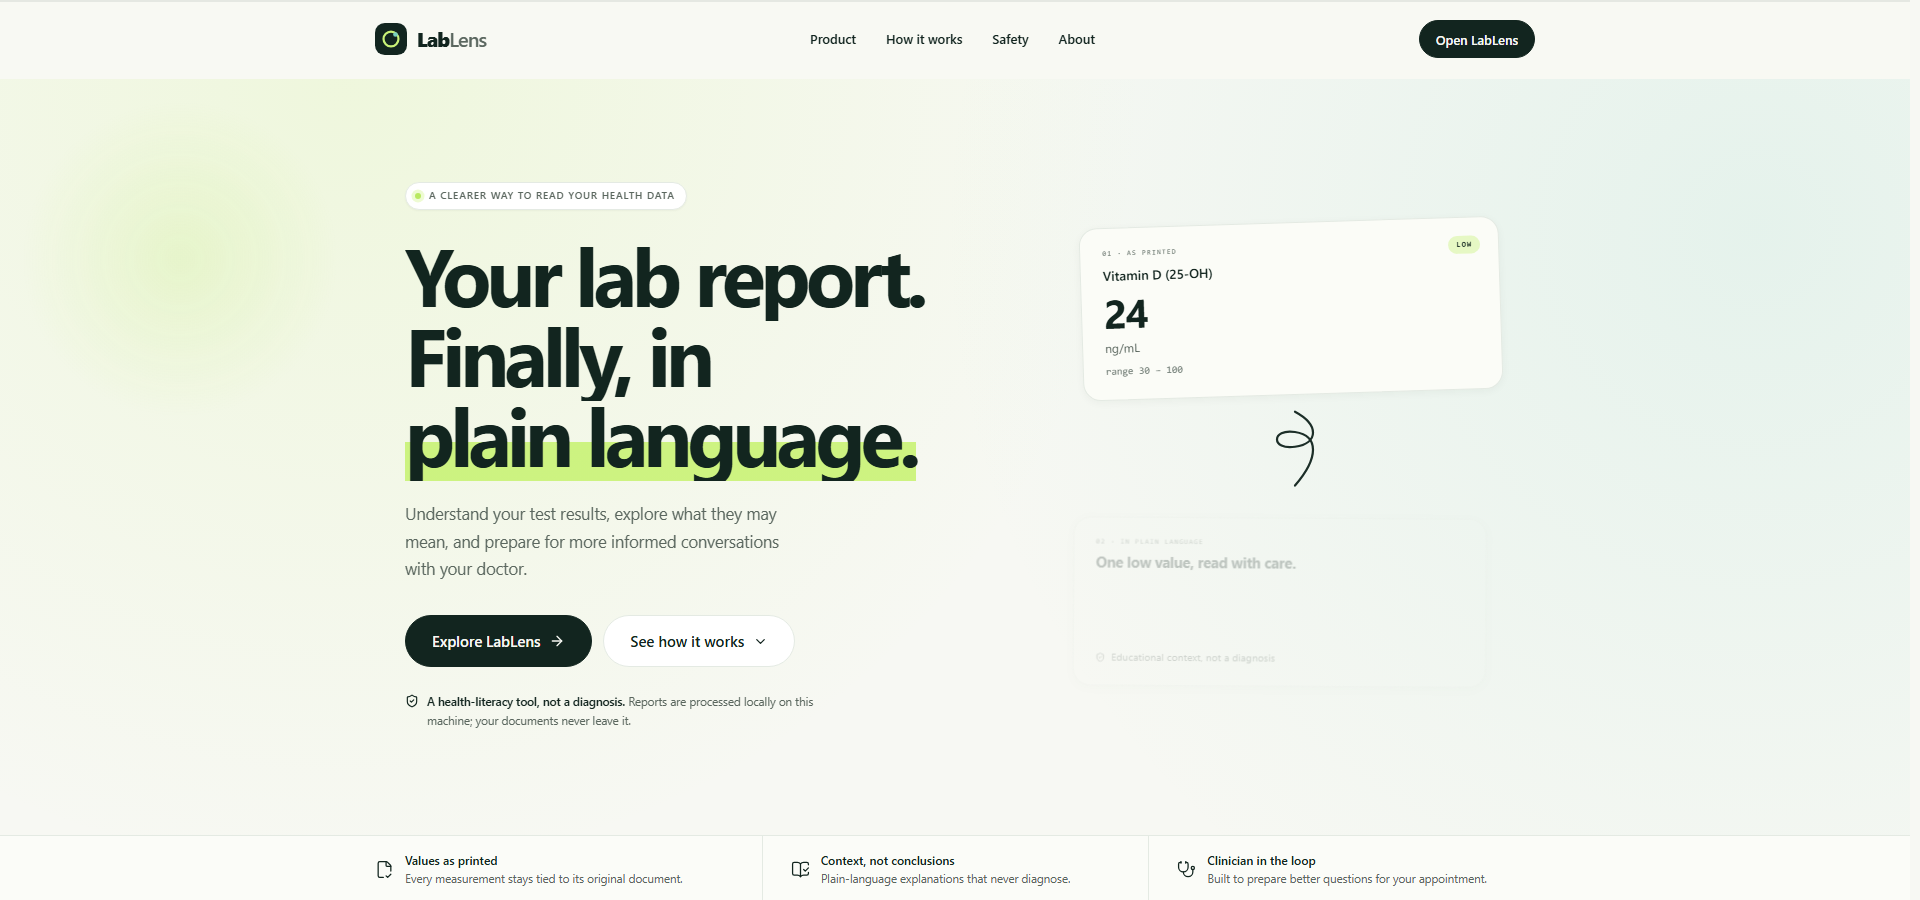 LabLens
Product
How it works
Safety
About
Open LabLens
A CLEARER WAY TO READ YOUR HEALTH DATA
Your lab report.
Finally, in
plain language.
Understand your test results, explore what they may
mean, and prepare for more informed conversations
with your doctor.
Explore LabLens
See how it works
A health-literacy tool, not a diagnosis. Reports are processed locally on this
machine; your documents never leave it.
01 - AS PRINTED
LOW
Vitamin D (25-OH)
24
ng/mL
range 30 – 100
02 - IN PLAIN LANGUAGE
One low value, read with care.
Educational context, not a diagnosis
Values as printed
Every measurement stays tied to its original document.
Context, not conclusions
Plain-language explanations that never diagnose.
Clinician in the loop
Built to prepare better questions for your appointment.